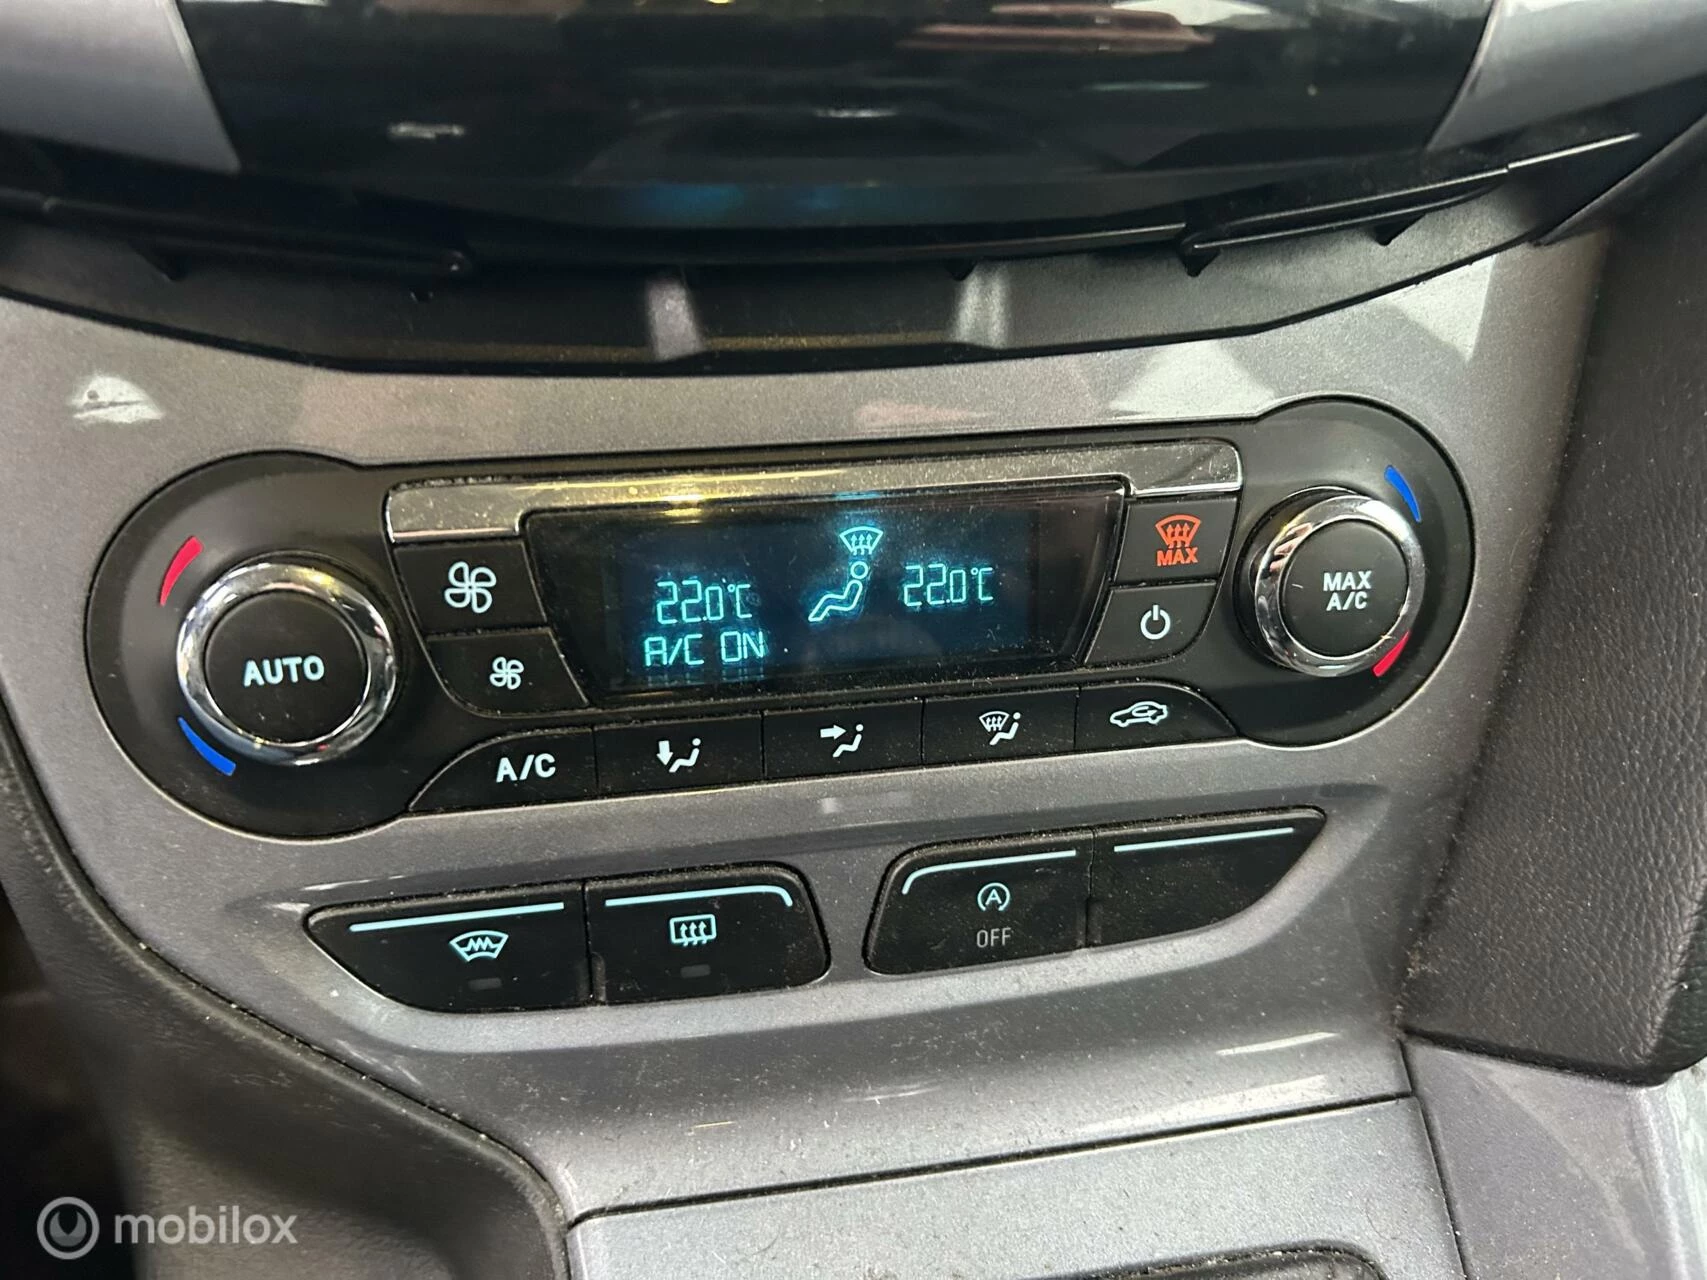 22.0°C
22.0°C
A/C ON
MAX
MAX
A/C
AUTO
A/C
A
OFF
mobilox